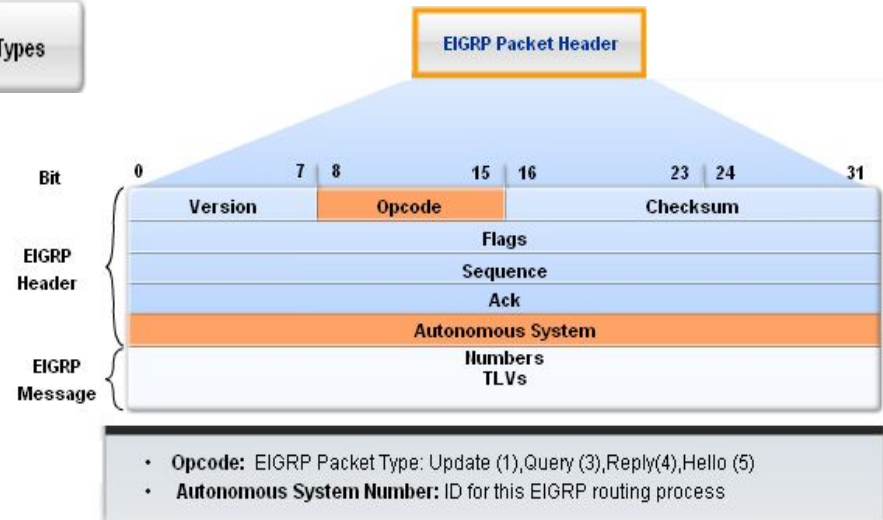 Types
EIGRP Packet Header
Bit 0 7 8 15 16 23 24 31
Version Opcode Checksum
Flags
EIGRP Header
Sequence
Ack
Autonomous System
EIGRP Message
Numbers
TLVs
• Opcode: EIGRP Packet Type: Update (1),Query (3),Reply(4),Hello (5)
• Autonomous System Number: ID for this EIGRP routing process